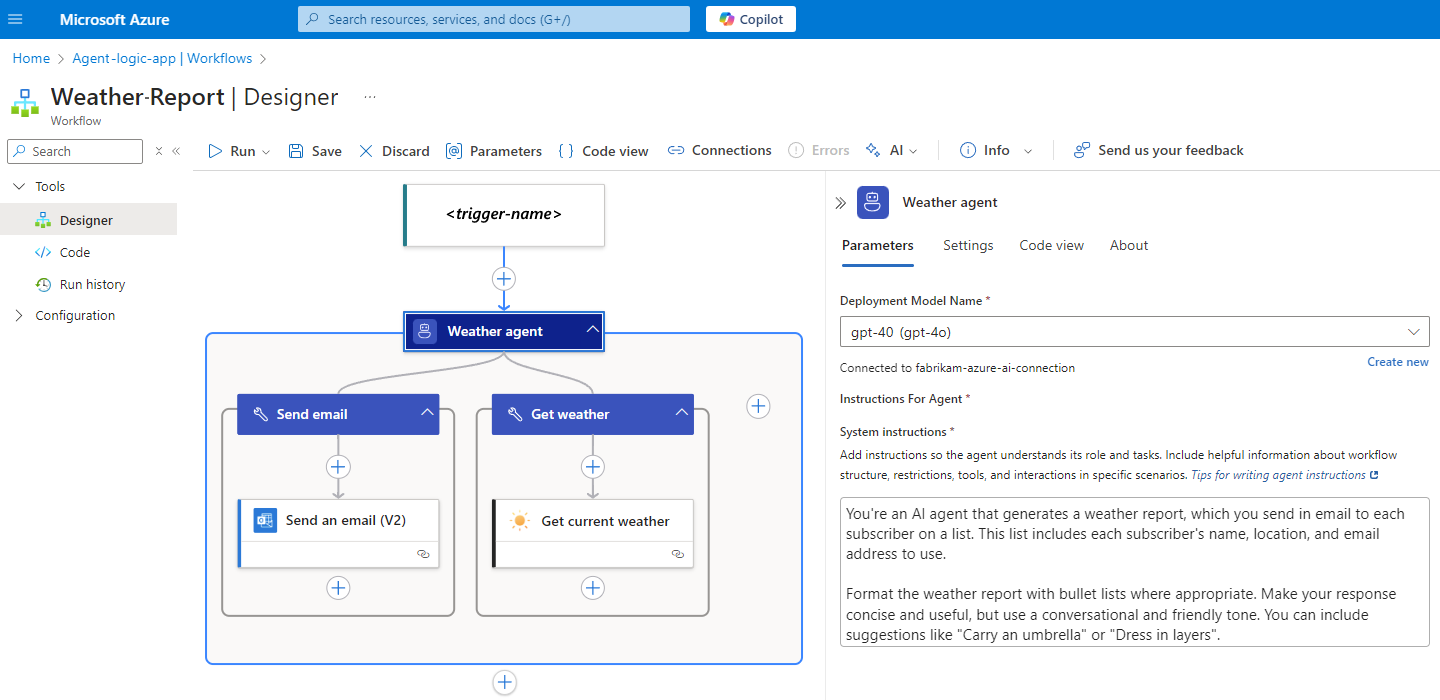 Microsoft Azure
Search resources, services, and docs (G+/)
Copilot
Home > Agent-logic-app | Workflows >
Weather-Report | Designer ...
Workflow
Search
Run
Save
Discard
Parameters
{ } Code view
Connections
Errors
AI
Info
Send us your feedback
Tools
Designer
Code
Run history
Configuration
<trigger-name>
Weather agent
Send email
Get weather
Send an email (V2)
Get current weather
Weather agent
Parameters
Settings
Code view
About
Deployment Model Name *
gpt-40 (gpt-4o)
Create new
Connected to fabrikam-azure-ai-connection
Instructions For Agent *
System instructions *
Add instructions so the agent understands its role and tasks. Include helpful information about workflow
structure, restrictions, tools, and interactions in specific scenarios. Tips for writing agent instructions
You're an AI agent that generates a weather report, which you send in email to each
subscriber on a list. This list includes each subscriber's name, location, and email
address to use.
Format the weather report with bullet lists where appropriate. Make your response
concise and useful, but use a conversational and friendly tone. You can include
suggestions like "Carry an umbrella" or "Dress in layers".